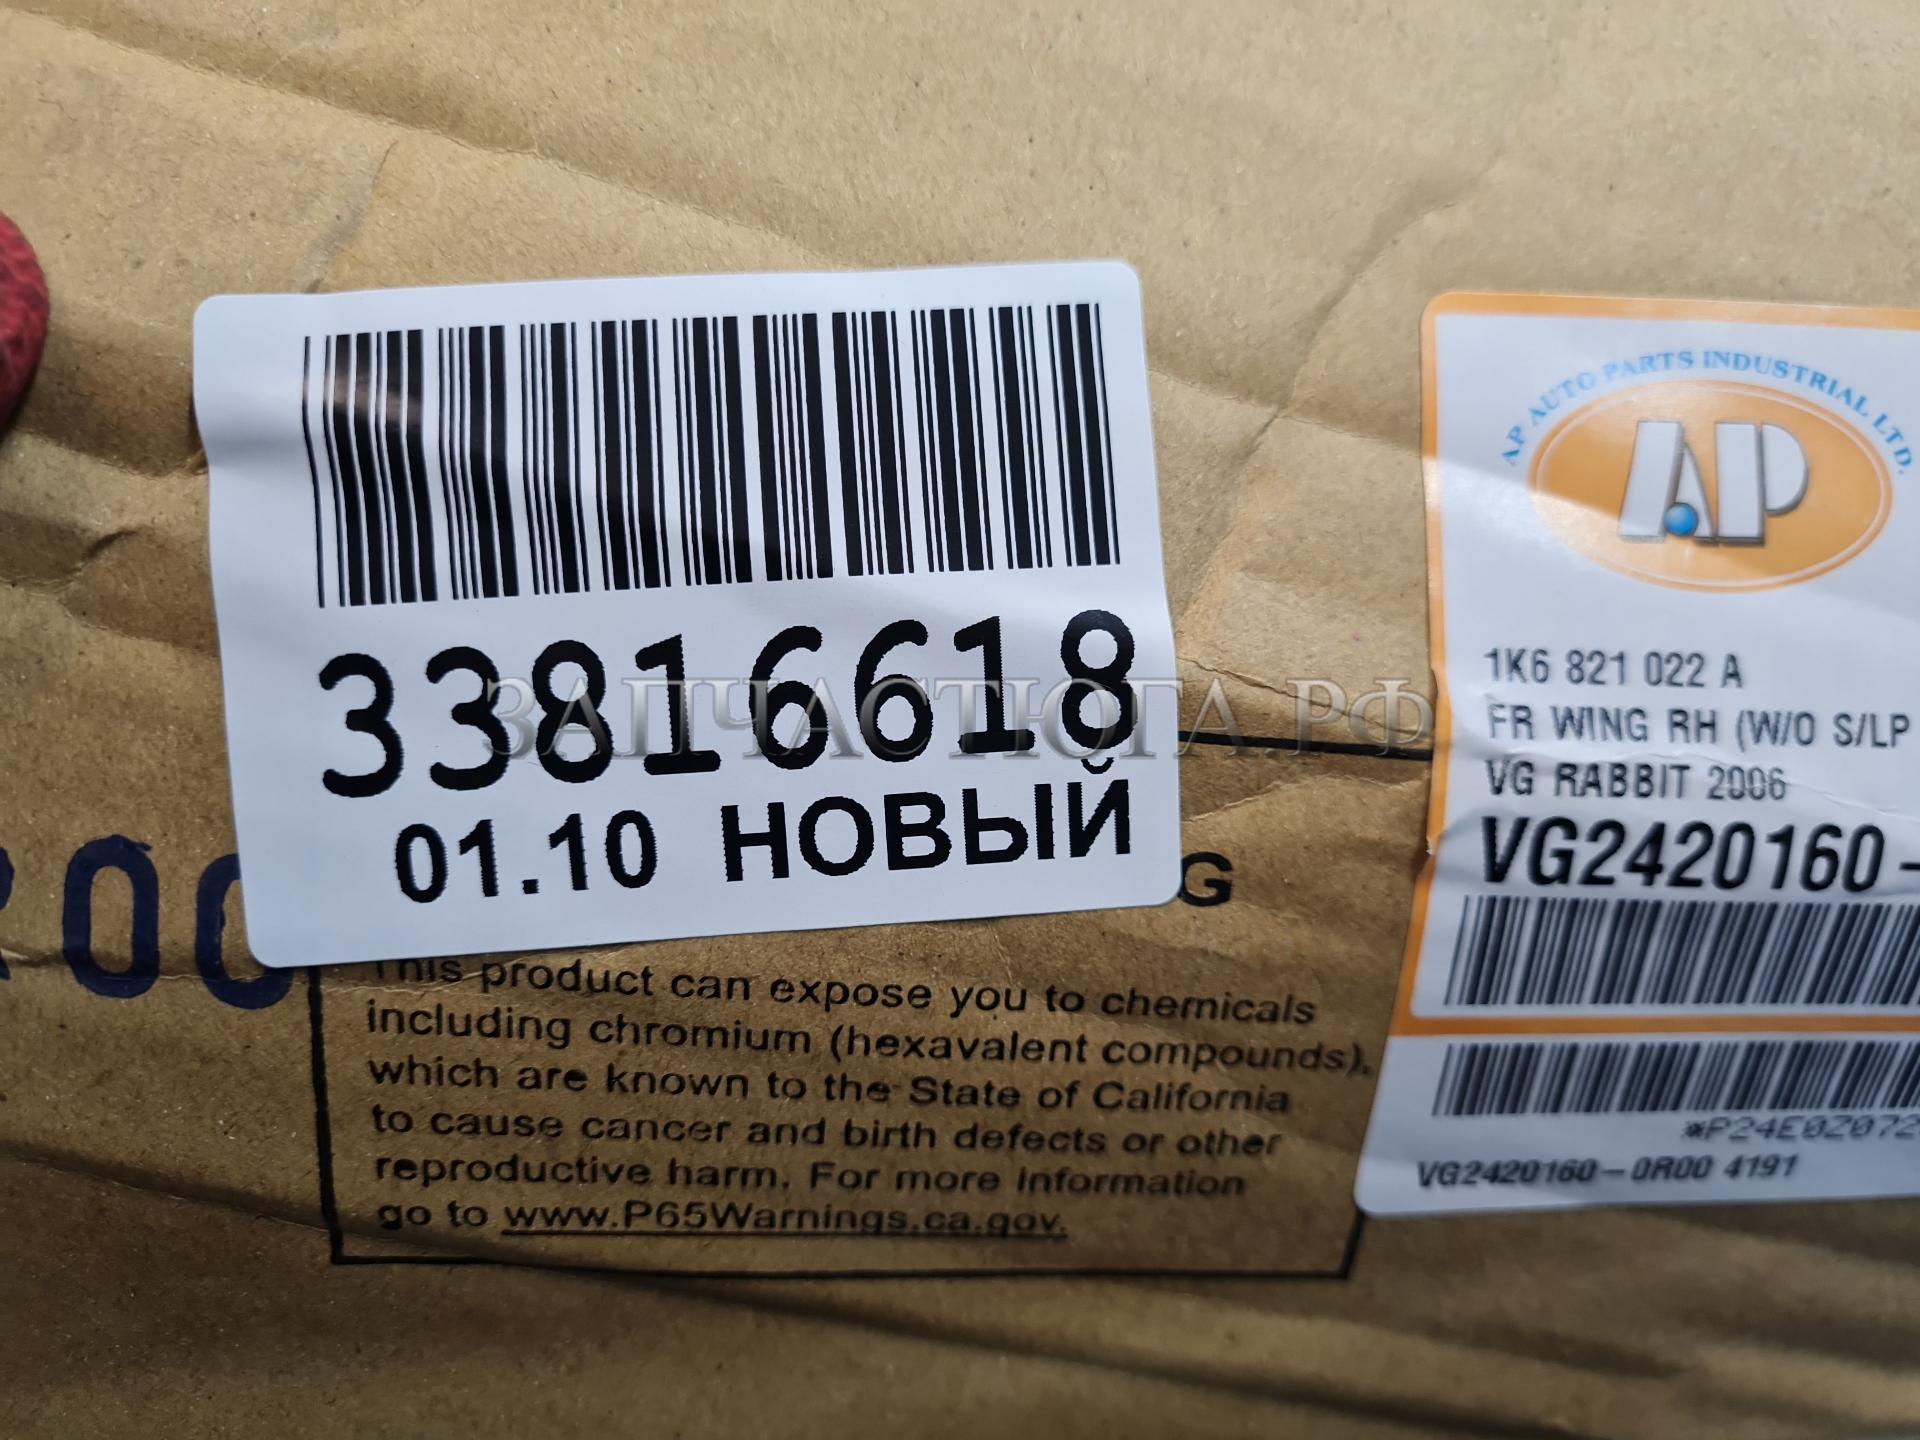 33816618
01.10 НОВЫЙ
ЗАПЧАСТЮГА.РФ
G
R00
This product can expose you to chemicals
including chromium (hexavalent compounds),
which are known to the State of California
to cause cancer and birth defects or other
reproductive harm. For more information
go to www.P65Warnings.ca.gov.
AP AUTO PARTS INDUSTRIAL LTD.
AP
1K6 821 022 A
FR WING RH (W/O S/LP
VG RABBIT 2006
VG2420160-
*P24E0Z072
VG2420160-0R00 4191